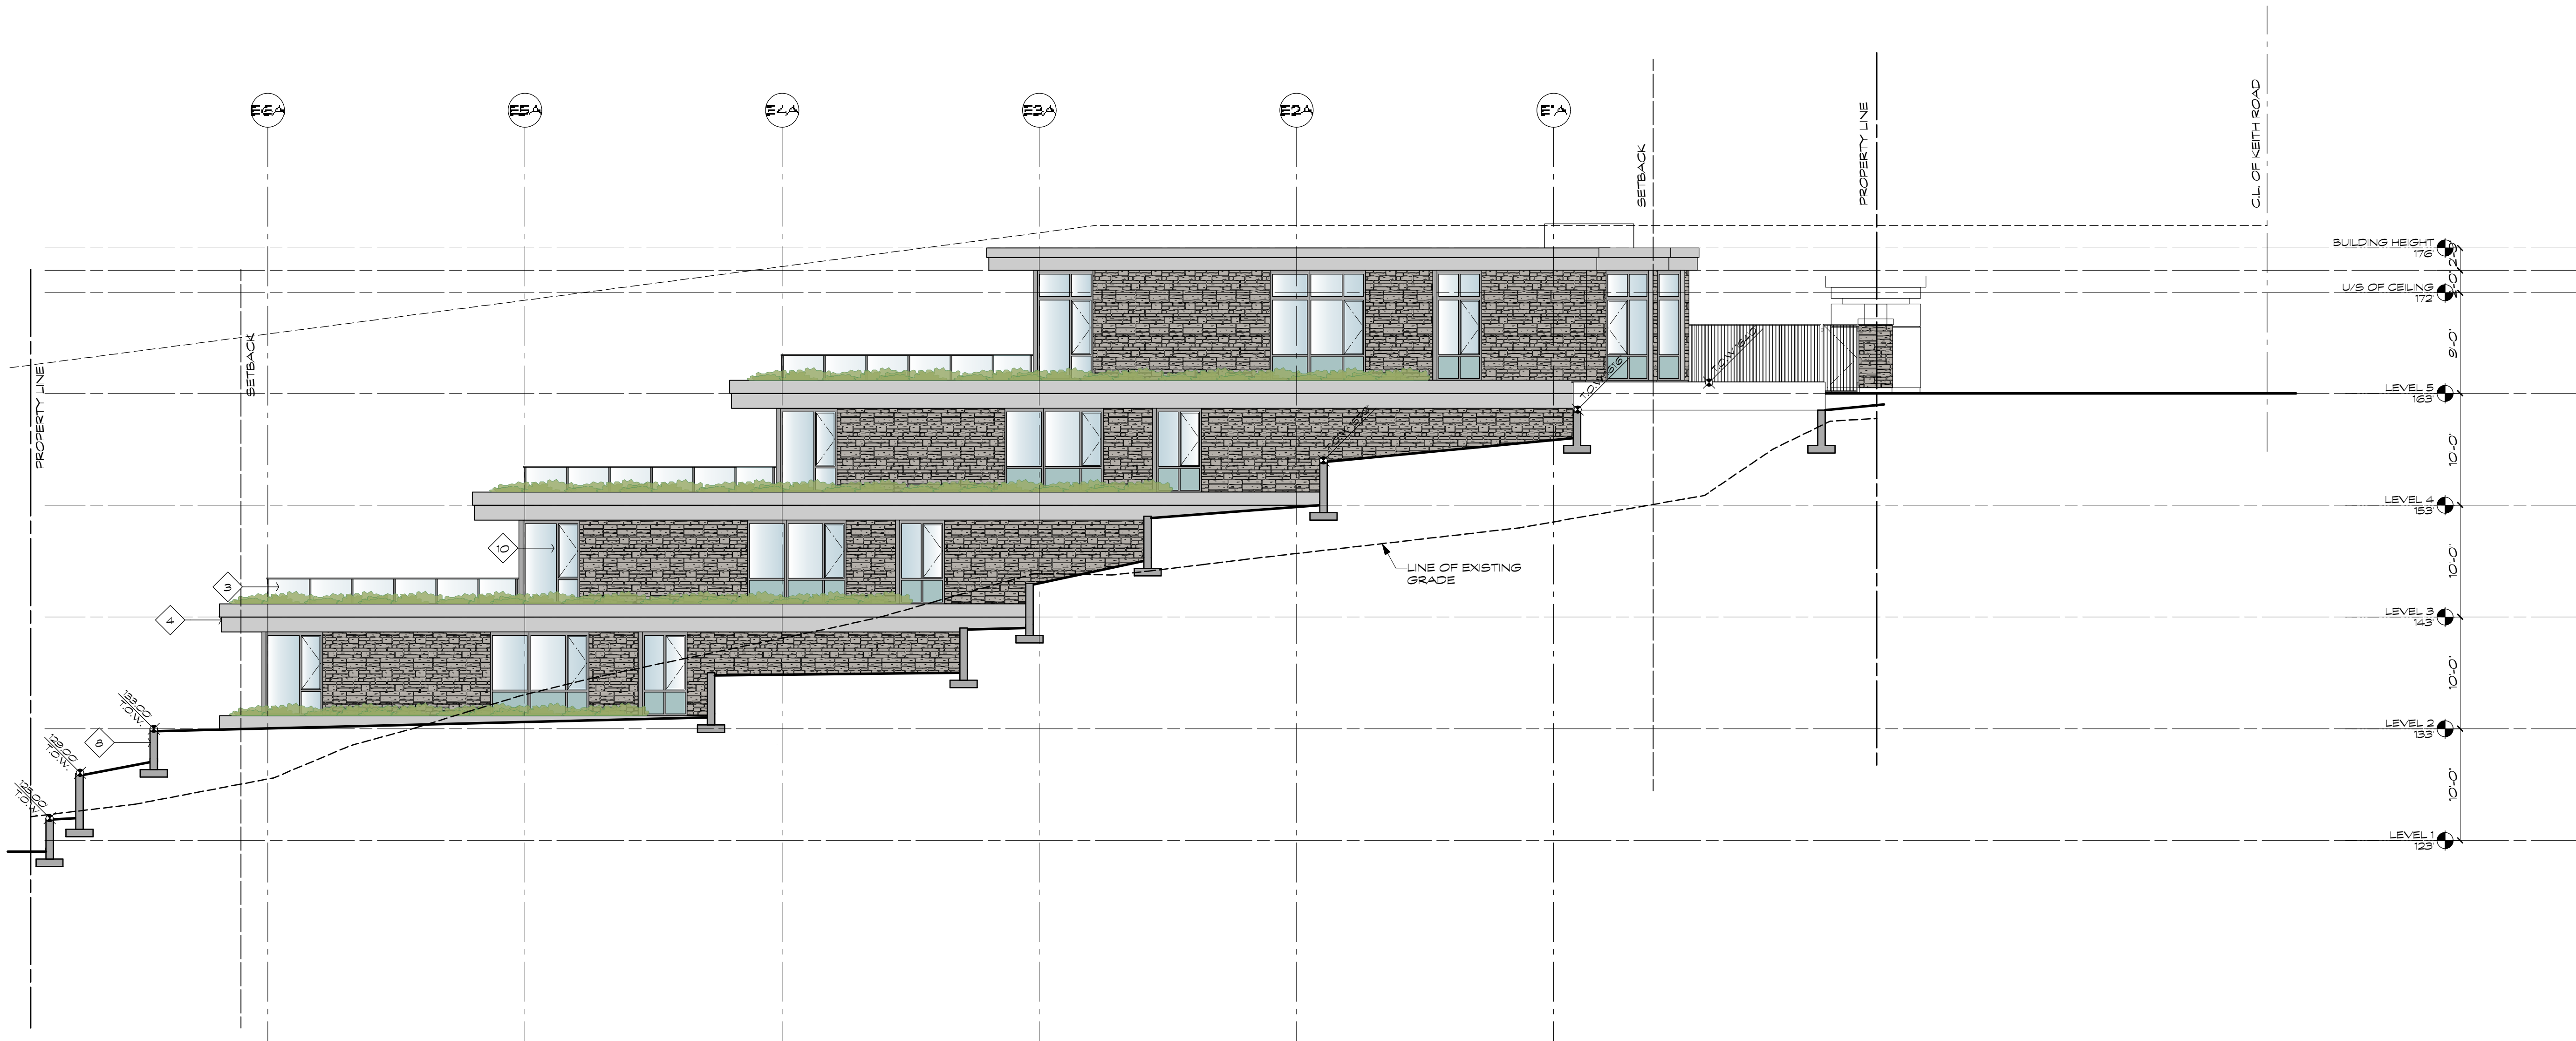 E6A
E5A
E4A
E3A
E2A
E1A
SETBACK
PROPERTY LINE
C.L. OF KEITH ROAD
BUILDING HEIGHT
176'
U/S OF CEILING
172'
9'-0"
LEVEL 5
163'
10'-0"
LEVEL 4
153'
10'-0"
LEVEL 3
143'
10'-0"
LEVEL 2
133'
10'-0"
LEVEL 1
123'
PROPERTY LINE
SETBACK
T.O.W.
T.O.W.
10
3
4
8
LINE OF EXISTING
GRADE
133.00
T.O.W.
129.00
T.O.W.
T.O.W.